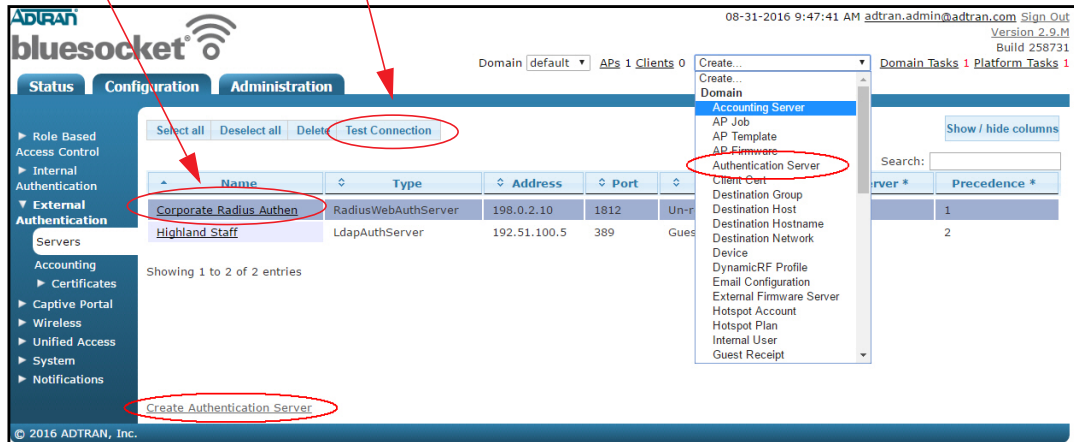 ADTRAN
bluesocket
08-31-2016 9:47:41 AM adtran.admin@adtran.com Sign Out
Version 2.9.M
Build 258731
Domain default APs 1 Clients 0 Create... Domain Tasks 1 Platform Tasks 1
Status Configuration Administration
Role Based Access Control
Internal Authentication
External Authentication
Servers
Accounting
Certificates
Captive Portal
Wireless
Unified Access
System
Notifications
Select all Deselect all Delete Test Connection
Show / hide columns
Search:
Name Type Address Port rver * Precedence *
Corporate Radius Authen RadiusWebAuthServer 198.0.2.10 1812 Un-r 1
Highland Staff LdapAuthServer 192.51.100.5 389 Gues 2
Showing 1 to 2 of 2 entries
Create...
Domain
Accounting Server
AP Job
AP Template
AP Firmware
Authentication Server
Client Cert
Destination Group
Destination Host
Destination Hostname
Destination Network
Device
DynamicRF Profile
Email Configuration
External Firmware Server
Hotspot Account
Hotspot Plan
Internal User
Guest Receipt
Create Authentication Server
© 2016 ADTRAN, Inc.